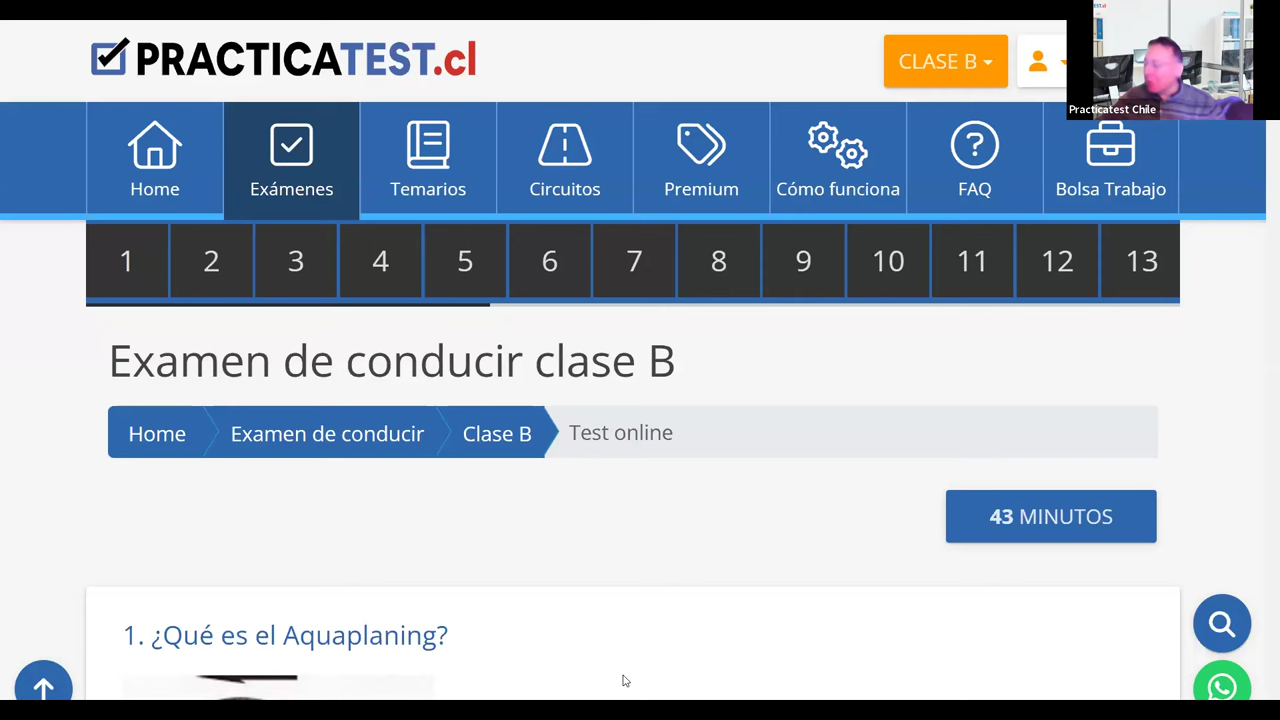 PRACTICATEST.cl
CLASE B
Practicatest Chile
Home
Exámenes
Temarios
Circuitos
Premium
Cómo funciona
FAQ
Bolsa Trabajo
1 2 3 4 5 6 7 8 9 10 11 12 13
Examen de conducir clase B
Home Examen de conducir Clase B Test online
43 MINUTOS
1. ¿Qué es el Aquaplaning?